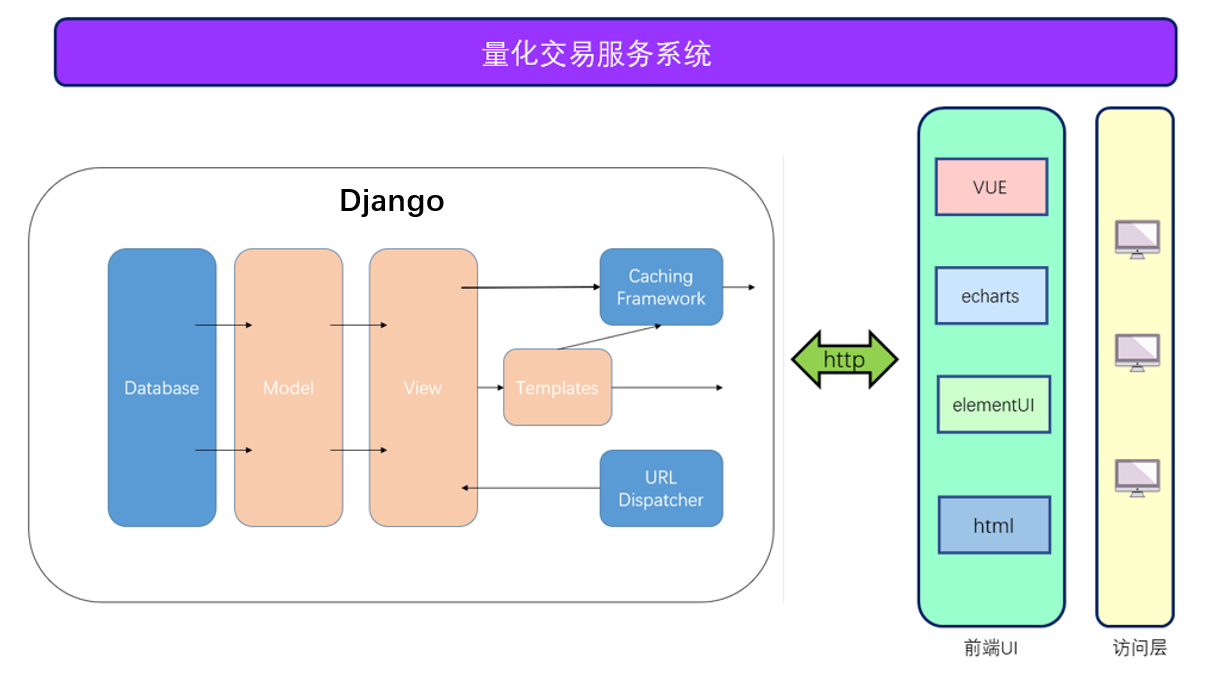 量化交易服务系统
Django
Database
Model
View
Caching
Framework
Templates
URL
Dispatcher
http
VUE
echarts
elementUI
html
前端UI
访问层